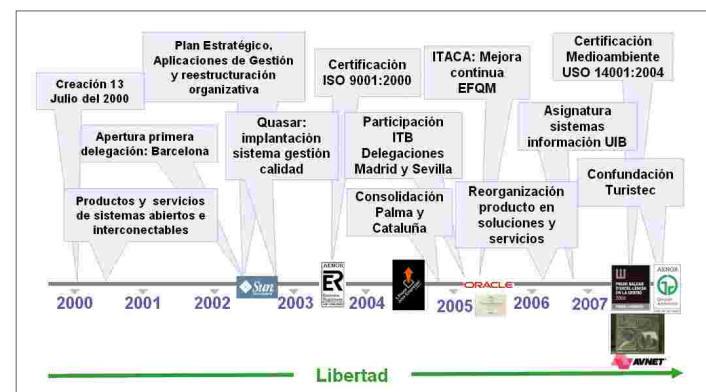 Plan Estratégico,
Aplicaciones de Gestión
y reestructuración
organizativa
Certificación
ISO 9001:2000
ITACA: Mejora
continua
EFQM
Certificación
Medioambiente
USO 14001:2004
Creación 13
Julio del 2000
Apertura primera
delegación: Barcelona
Quasar:
implantación
sistema gestión
calidad
Participación
ITB
Delegaciones
Madrid y Sevilla
Asignatura
sistemas
información UIB
Confundación
Turistec
Productos y servicios
de sistemas abiertos e
interconectables
Consolidación
Palma y
Cataluña
Reorganización
producto en
soluciones y
servicios
Sun
AENOR
ER
ORACLE
AENOR
2000
2001
2002
2003
2004
2005
2006
2007
AVNET
Libertad